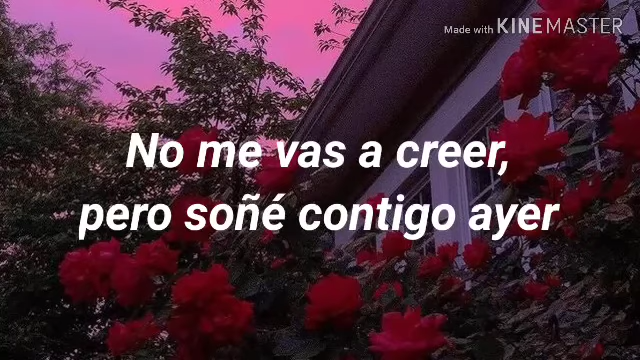 Made with KINEMASTER
No me vas a creer,
pero soñé contigo ayer